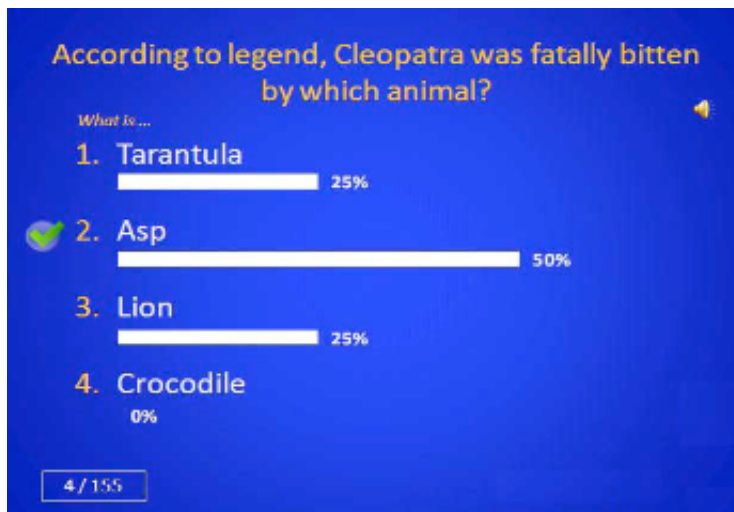 According to legend, Cleopatra was fatally bitten
by which animal?
What is...
1. Tarantula
25%
2. Asp
50%
3. Lion
25%
4. Crocodile
0%
4 / 155